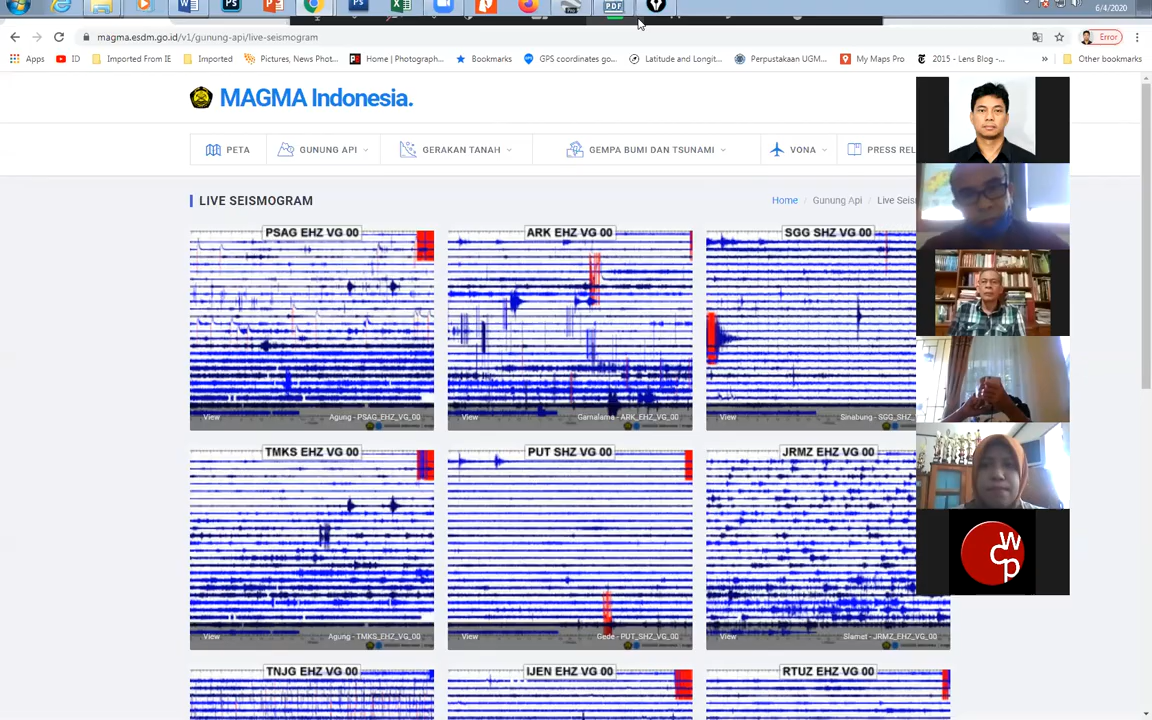 6/4/2020
magma.esdm.go.id/v1/gunung-api/live-seismogram
Error
Apps
ID
Imported From IE
Imported
Pictures, News Phot...
Home | Photograph...
Bookmarks
GPS coordinates go...
Latitude and Longit...
Perpustakaan UGM...
My Maps Pro
2015 - Lens Blog -...
»
Other bookmarks
MAGMA Indonesia.
PETA
GUNUNG API
GERAKAN TANAH
GEMPA BUMI DAN TSUNAMI
VONA
PRESS REL
LIVE SEISMOGRAM
Home / Gunung Api / Live Seis
PSAG EHZ VG 00
ARK EHZ VG 00
SGG SHZ VG 00
View
Agung - PSAG_EHZ_VG_00
View
Gamalama - ARK_EHZ_VG_00
View
Sinabung - SGG_SHZ_
TMKS EHZ VG 00
PUT SHZ VG 00
JRMZ EHZ VG 00
View
Agung - TMKS_EHZ_VG_00
View
Gede - PUT_SHZ_VG_00
View
Slamet - JRMZ_EHZ_VG_00
TNJG EHZ VG 00
IJEN EHZ VG 00
RTUZ EHZ VG 00
wcp